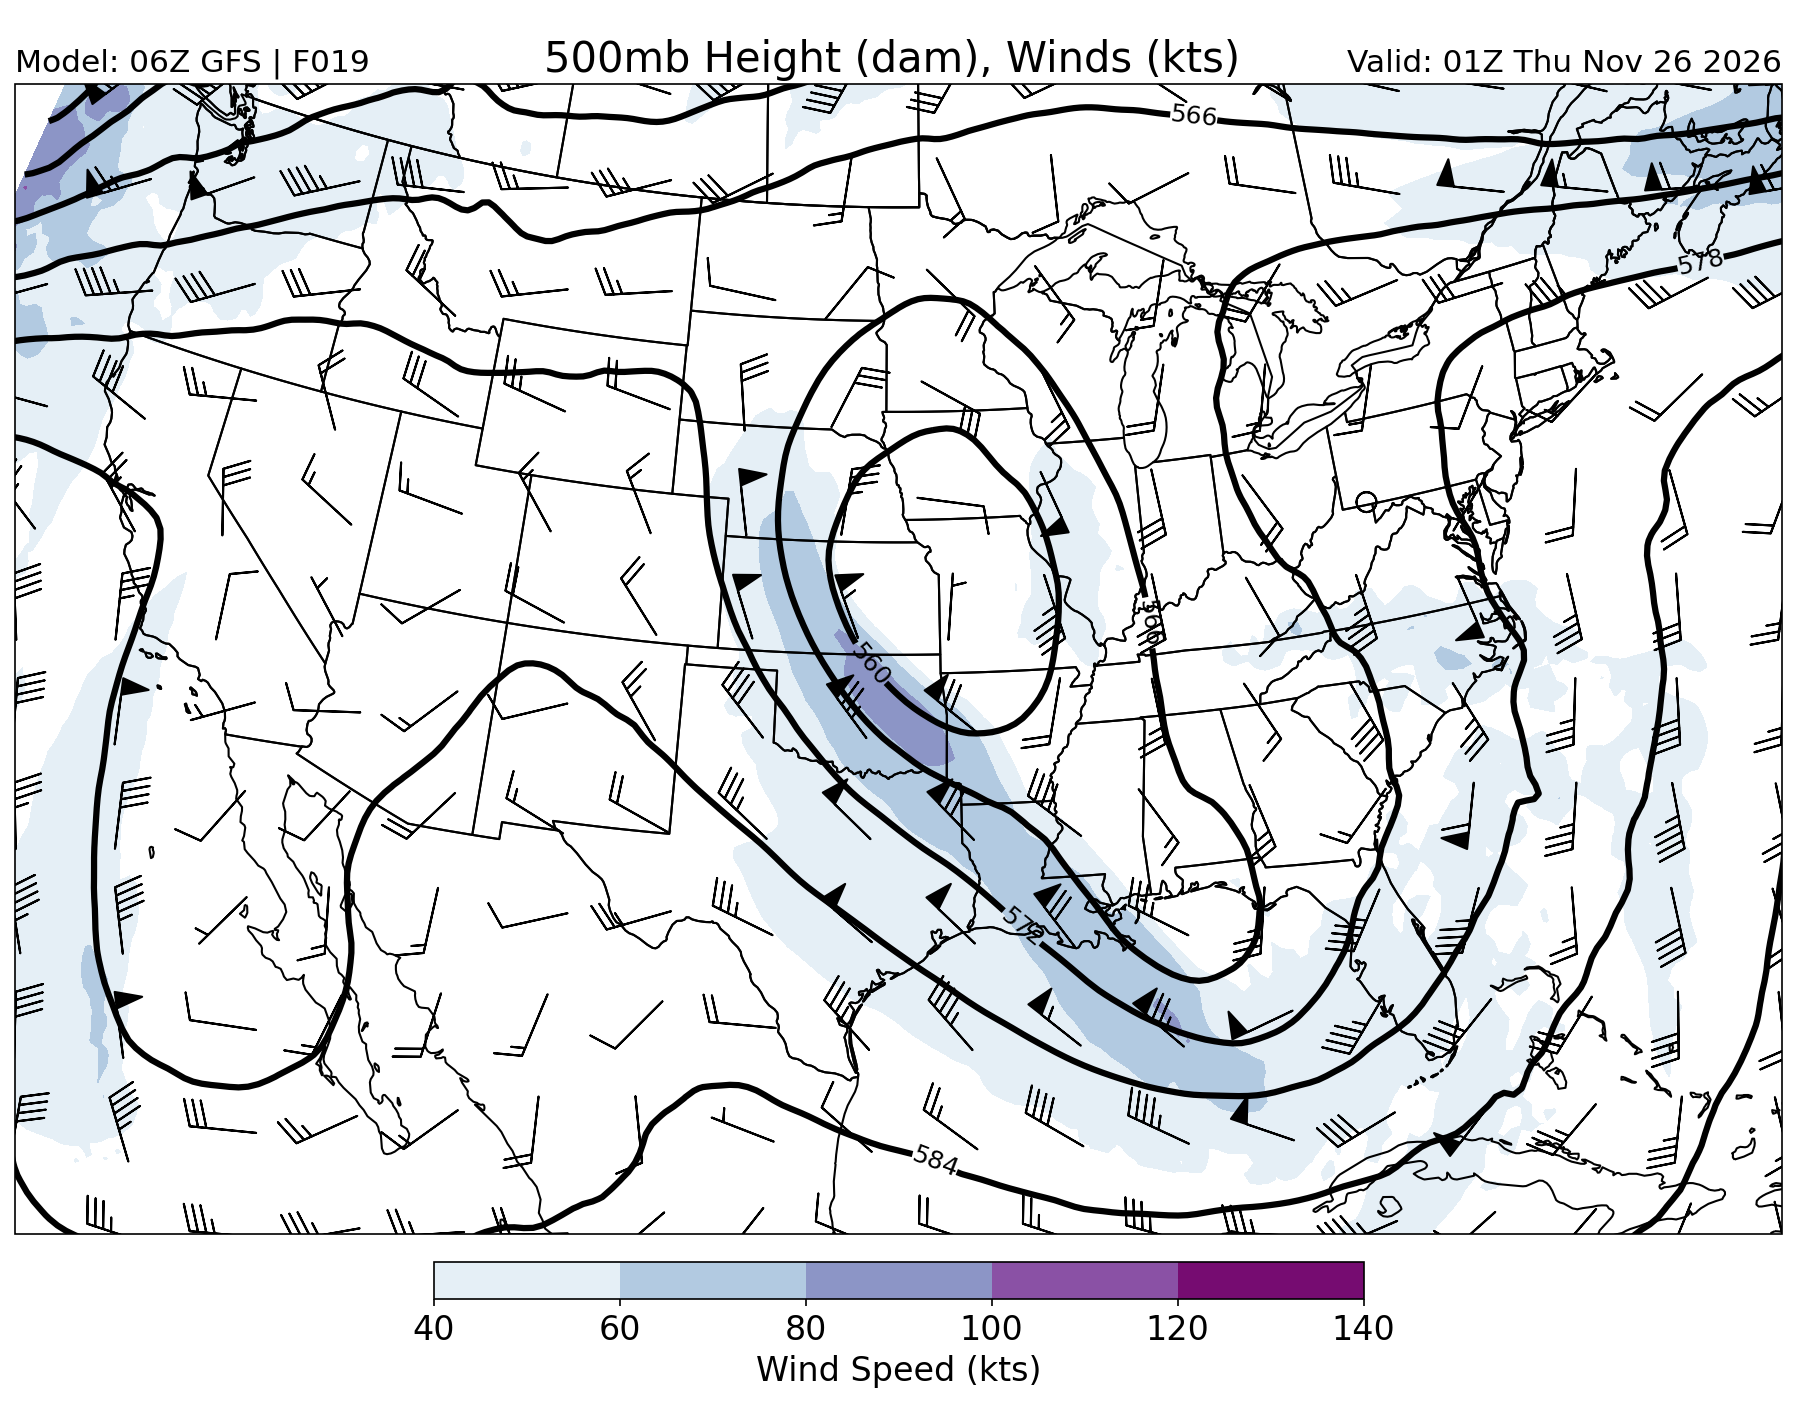 500mb Height (dam), Winds (kts)
Model: 06Z GFS | F019
Valid: 01Z Thu Nov 26 2026
566
578
566
560
572
584
40 60 80 100 120 140
Wind Speed (kts)